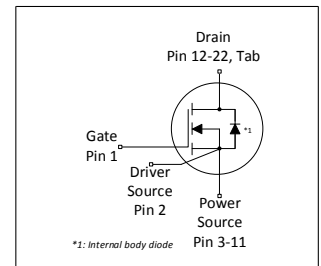 Drain
Pin 12-22, Tab
*1
Gate
Pin 1
Driver
Source
Pin 2
Power
Source
Pin 3-11
*1: Internal body diode